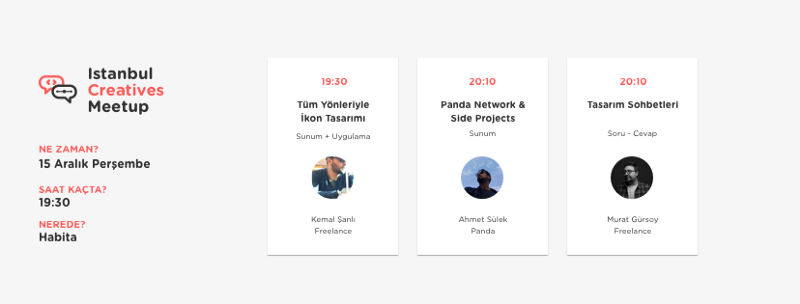 Istanbul
Creatives
Meetup
NE ZAMAN?
15 Aralık Perşembe
SAAT KAÇTA?
19:30
NEREDE?
Habita
19:30
Tüm Yönleriyle
İkon Tasarımı
Sunum + Uygulama
Kemal Şanlı
Freelance
20:10
Panda Network &
Side Projects
Sunum
Ahmet Sülek
Panda
20:10
Tasarım Sohbetleri
Soru - Cevap
Murat Gürsoy
Freelance